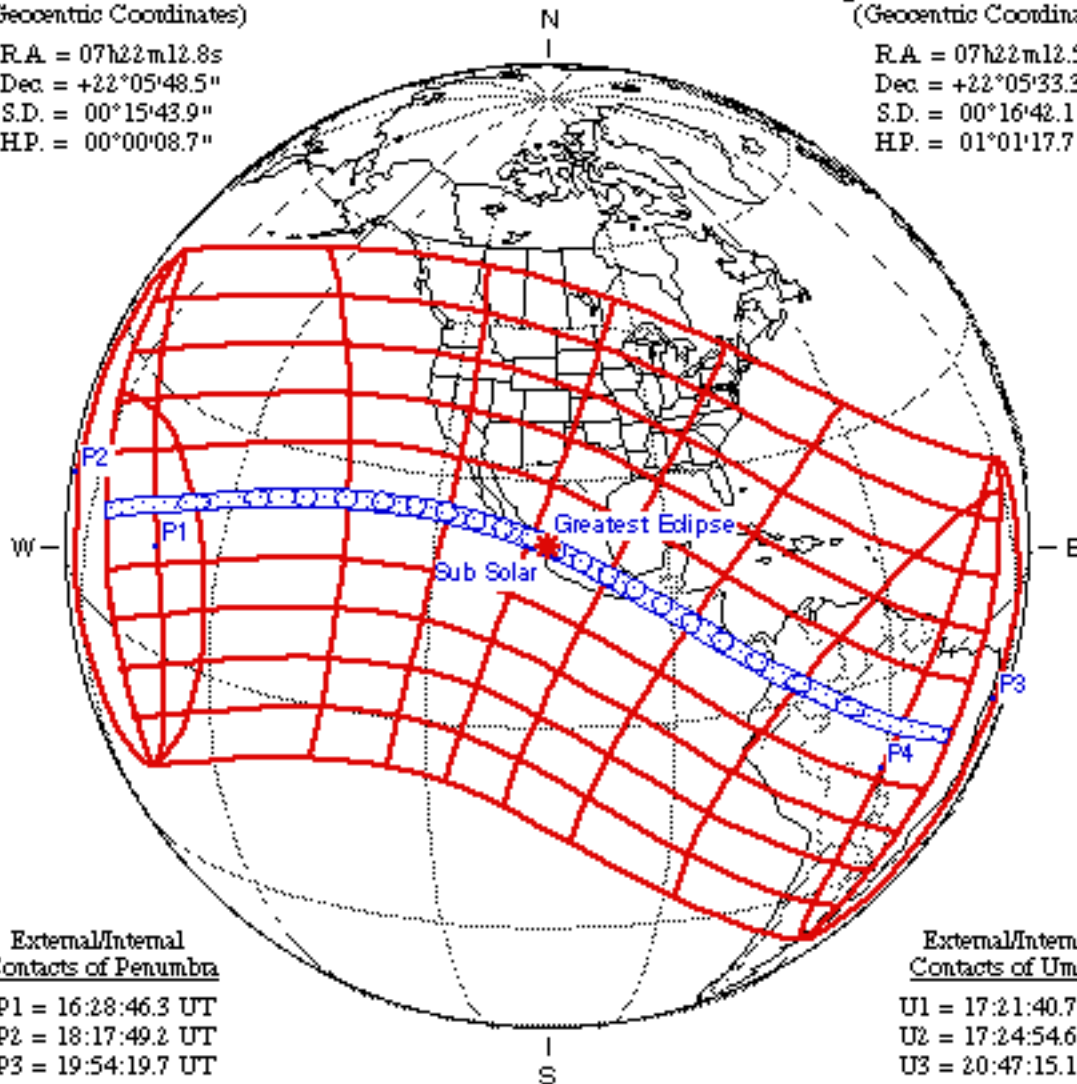 Geocentric Coordinates)
R.A. = 07h22m12.8s
Dec. = +22°05'48.5"
S.D. = 00°15'43.9"
H.P. = 00°00'08.7"
N
(Geocentric Coordina
R.A. = 07h22m12.5
Dec. = +22°05'33.3
S.D. = 00°16'42.1
H.P. = 01°01'17.7
P2
P1
W
Greatest Eclipse
E
Sub Solar
P3
P4
External/Internal
Contacts of Penumbra
P1 = 16:28:46.3 UT
P2 = 18:17:49.2 UT
P3 = 19:54:19.7 UT
External/Intern
Contacts of Um
U1 = 17:21:40.7
U2 = 17:24:54.6
U3 = 20:47:15.1
S